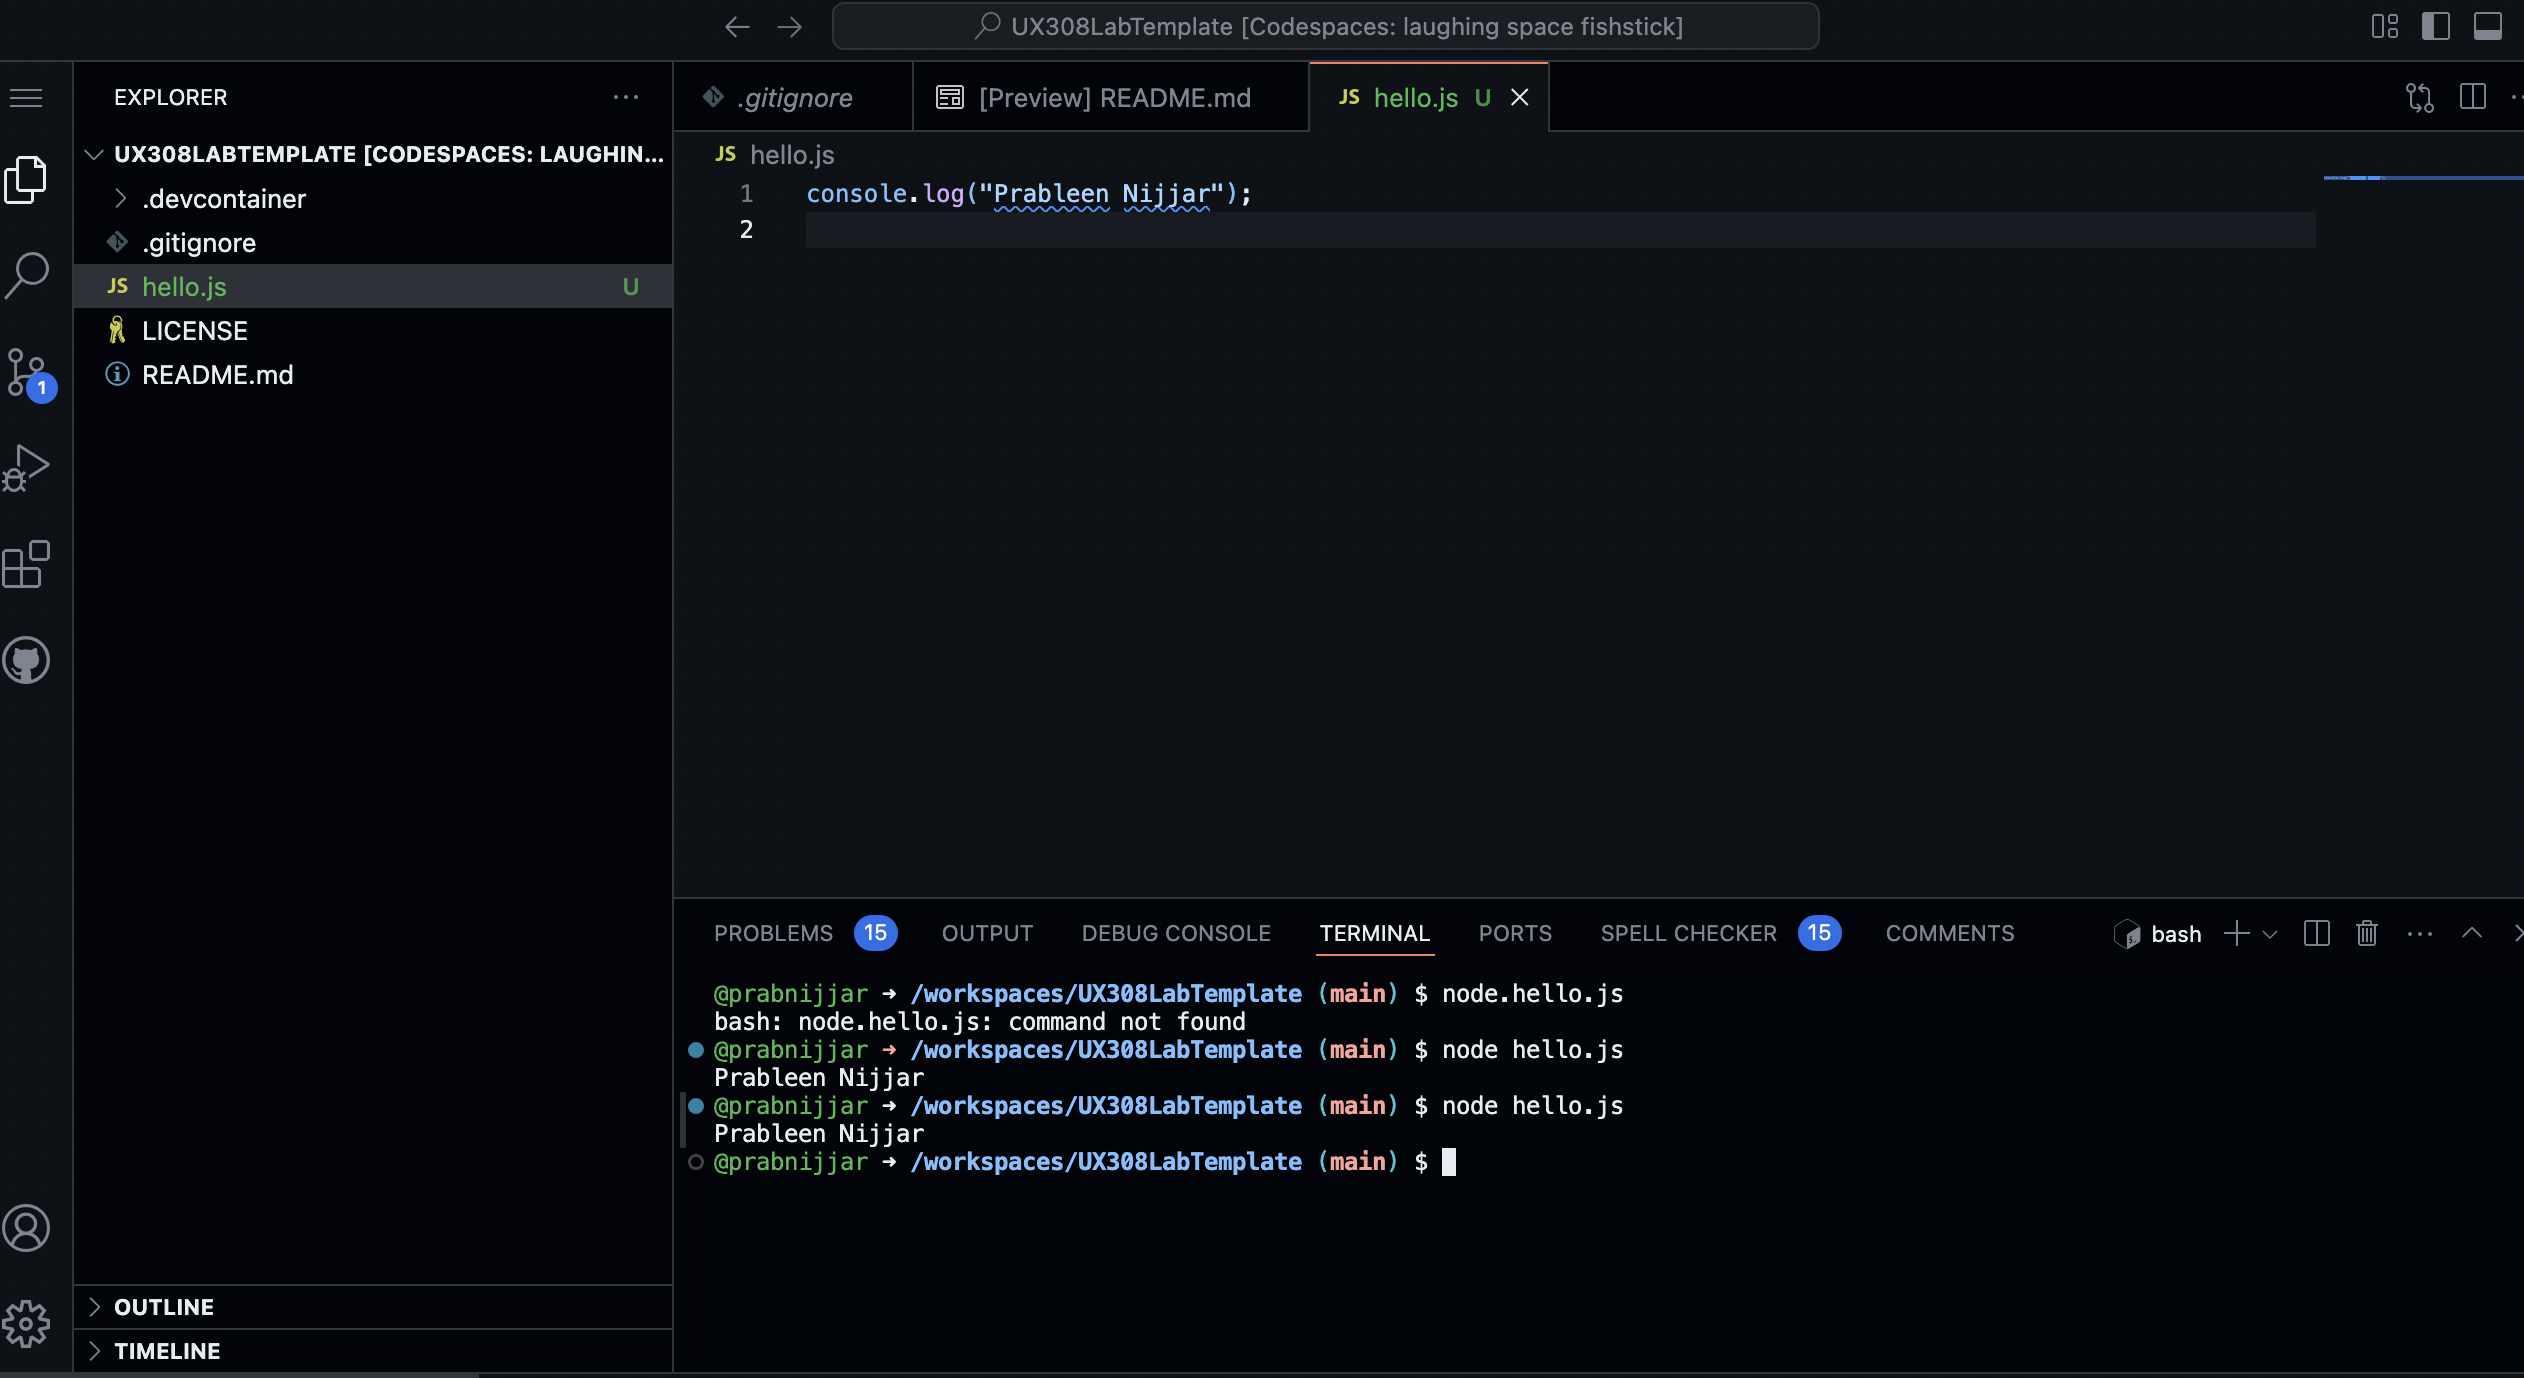 UX308LabTemplate [Codespaces: laughing space fishstick]
EXPLORER
UX308LABTEMPLATE [CODESPACES: LAUGHIN...
.devcontainer
.gitignore
JS hello.js U
LICENSE
README.md
1
OUTLINE
TIMELINE
.gitignore
[Preview] README.md
JS hello.js U
JS hello.js
1 console.log("Prableen Nijjar");
2
PROBLEMS 15 OUTPUT DEBUG CONSOLE TERMINAL PORTS SPELL CHECKER 15 COMMENTS bash
@prabnijjar → /workspaces/UX308LabTemplate (main) $ node.hello.js
bash: node.hello.js: command not found
@prabnijjar → /workspaces/UX308LabTemplate (main) $ node hello.js
Prableen Nijjar
@prabnijjar → /workspaces/UX308LabTemplate (main) $ node hello.js
Prableen Nijjar
@prabnijjar → /workspaces/UX308LabTemplate (main) $